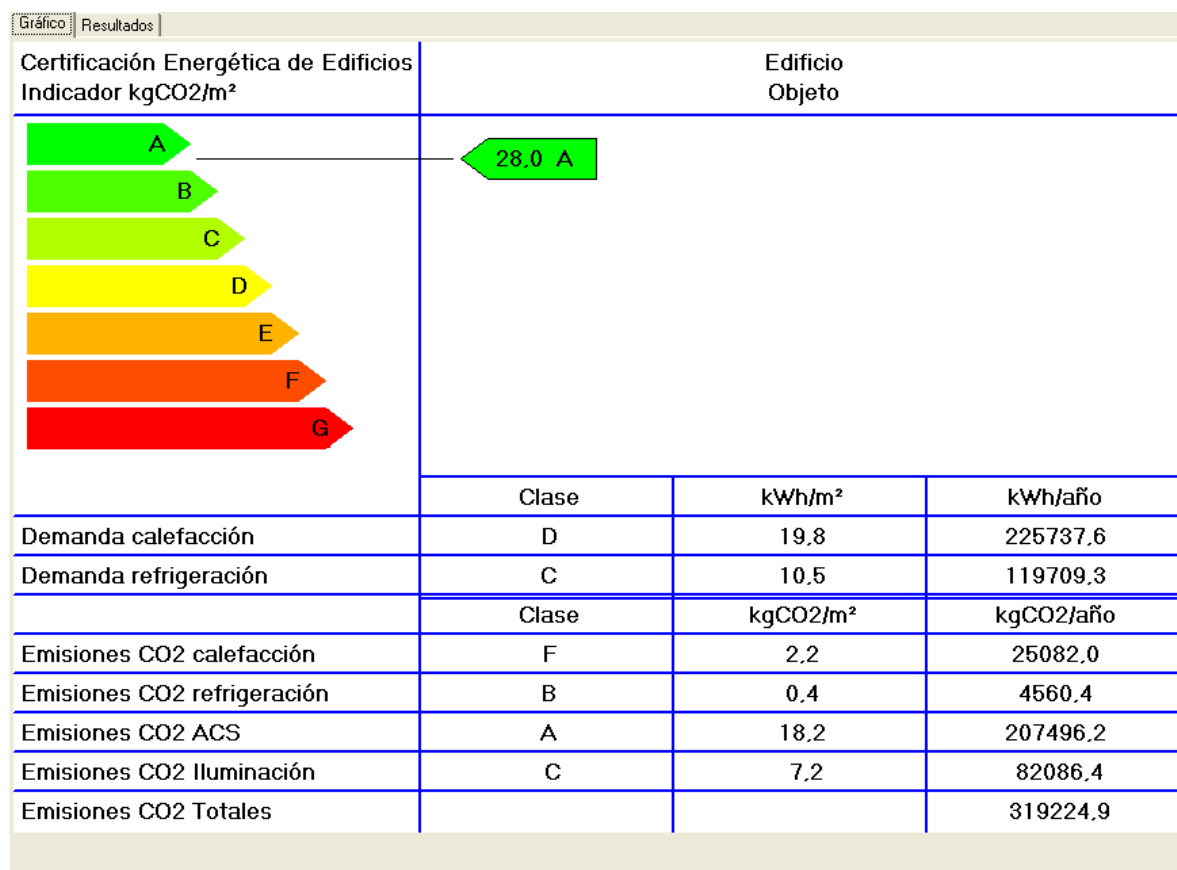 Gráfico Resultados
Certificación Energética de Edificios
Indicador kgCO2/m²
Edificio
Objeto
A
28,0 A
B
C
D
E
F
G
Clase kWh/m² kWh/año
Demanda calefacción D 19,8 225737,6
Demanda refrigeración C 10,5 119709,3
Clase kgCO2/m² kgCO2/año
Emisiones CO2 calefacción F 2,2 25082,0
Emisiones CO2 refrigeración B 0,4 4560,4
Emisiones CO2 ACS A 18,2 207496,2
Emisiones CO2 Iluminación C 7,2 82086,4
Emisiones CO2 Totales 319224,9